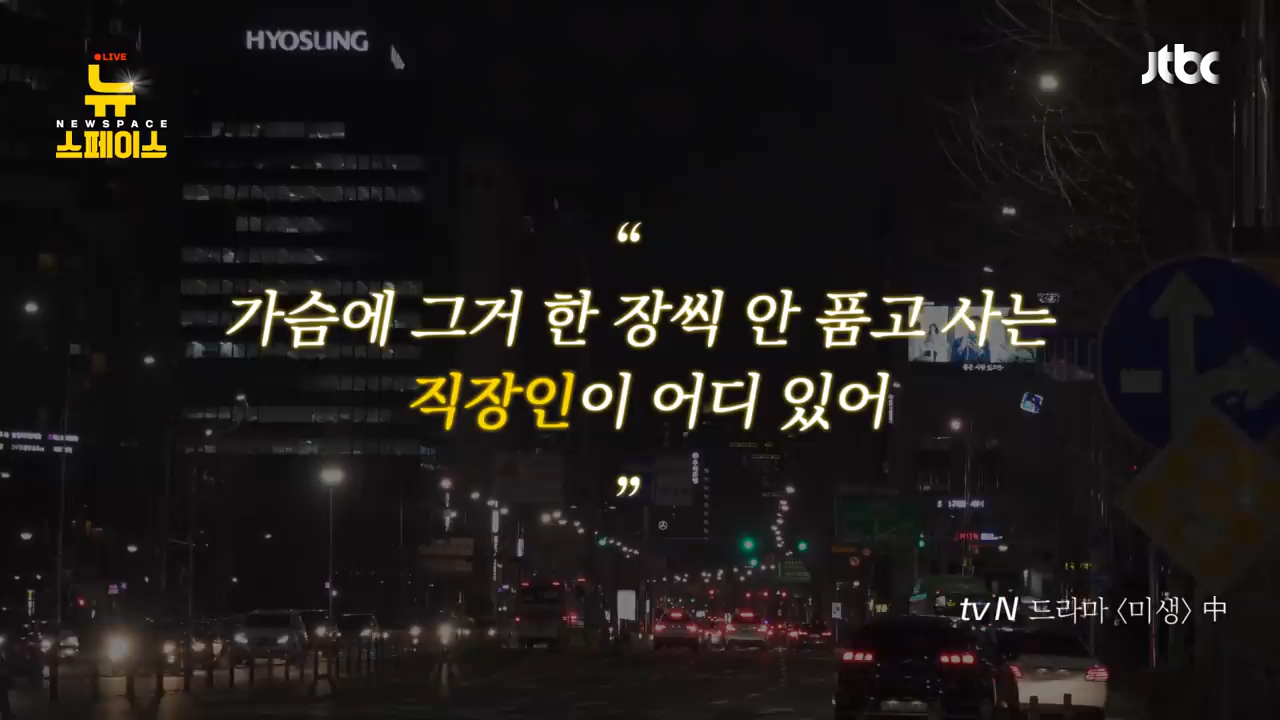 HYOSUNG
LIVE
뉴
NEWSPACE
스페이스
jtbc
“
가슴에 그거 한 장씩 안 품고 사는
직장인이 어디 있어
”
tvN 드라마 〈미생〉 中